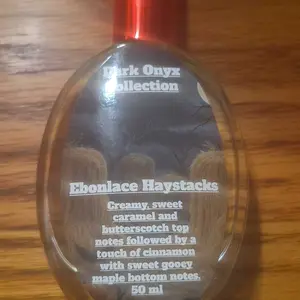 Dark Onyx
Collection
Ebonlace Haystacks
Creamy, sweet
caramel and
butterscotch top
notes followed by a
touch of cinnamon
with sweet gooey
maple bottom notes.
50 ml